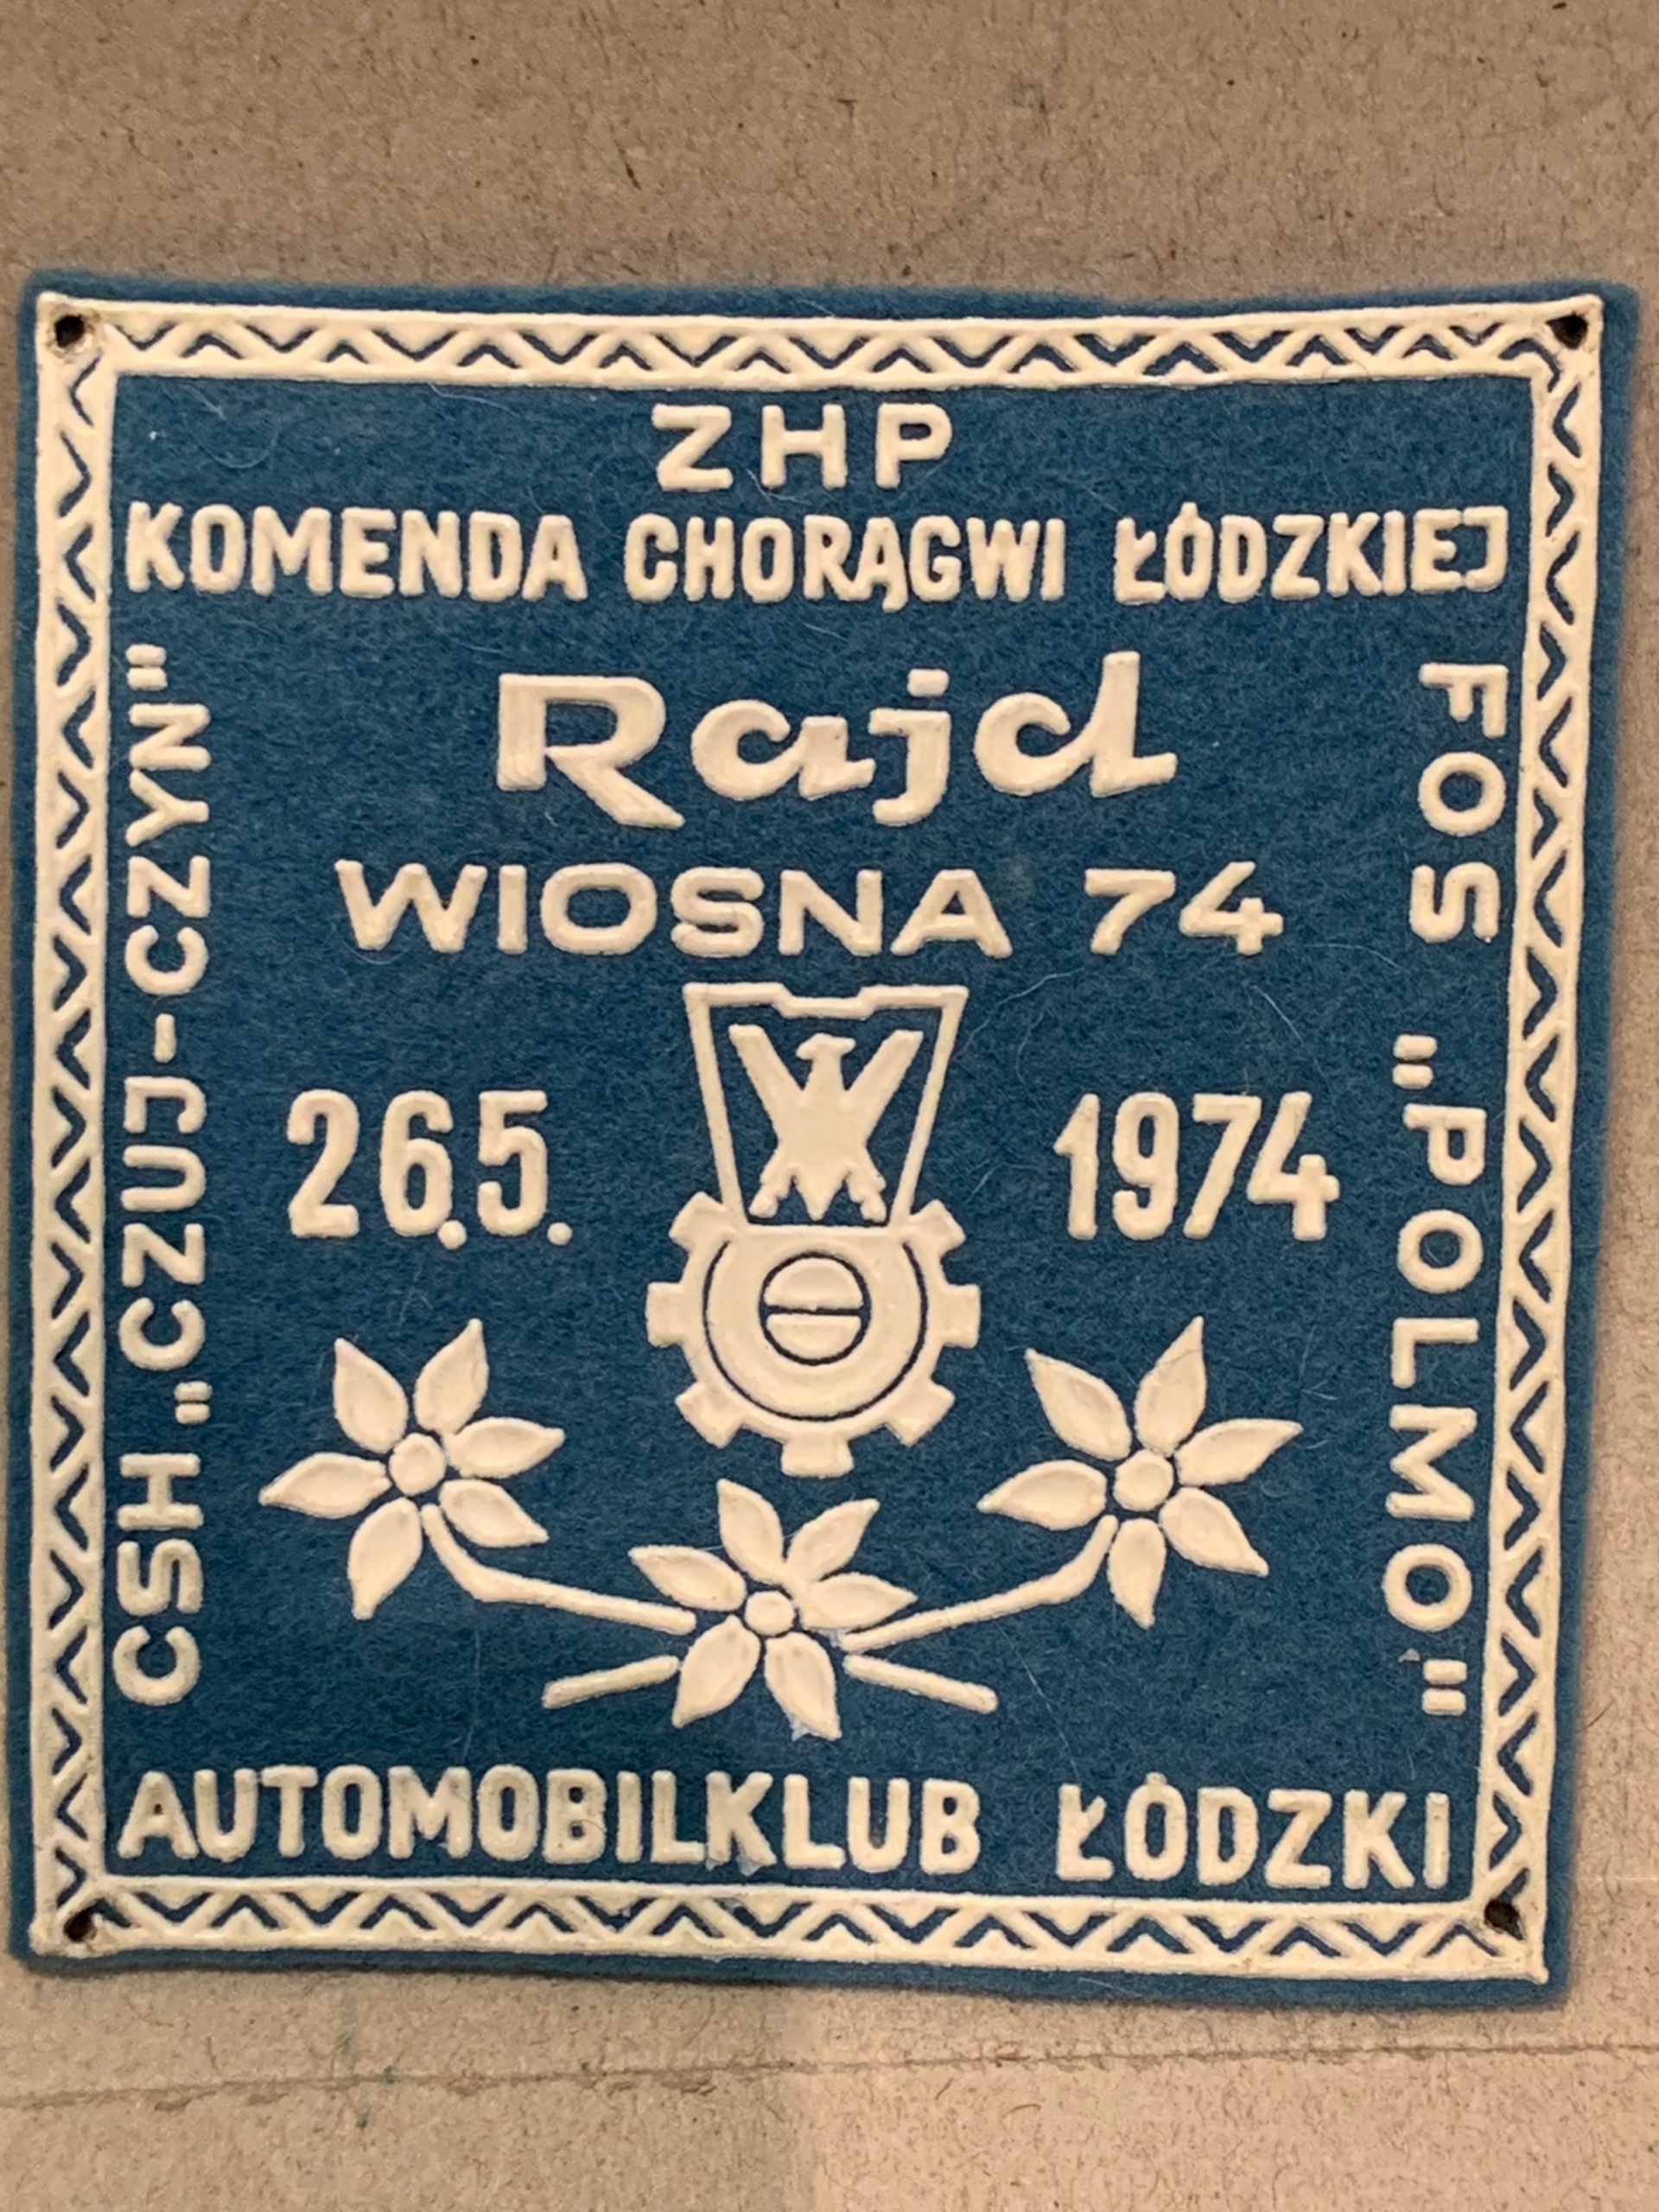 ZHP
KOMENDA CHORĄGWI ŁÓDZKIEJ
Rajd
WIOSNA 74
26.5. 1974
CSH „CZUJ-CZYN"
FOS „POLMO"
AUTOMOBILKLUB ŁÓDZKI